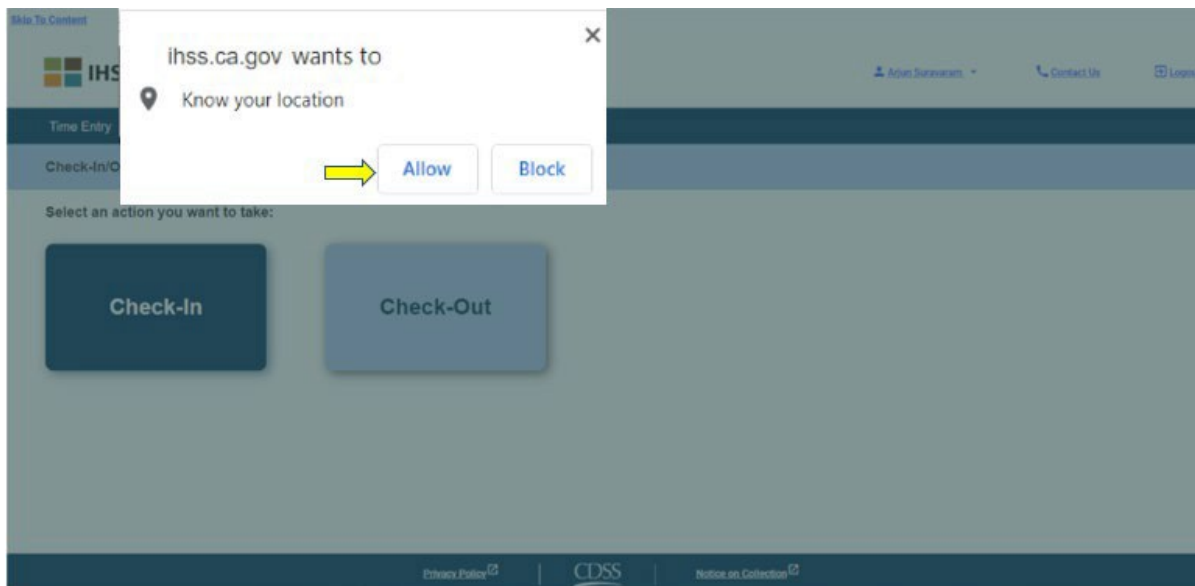 Skip To Content
ihss.ca.gov wants to
Know your location
Allow Block
IHS
Contact Us
Time Entry
Check-In/O
Select an action you want to take:
Check-In Check-Out
Privacy Policy CDSS Notice on Collection